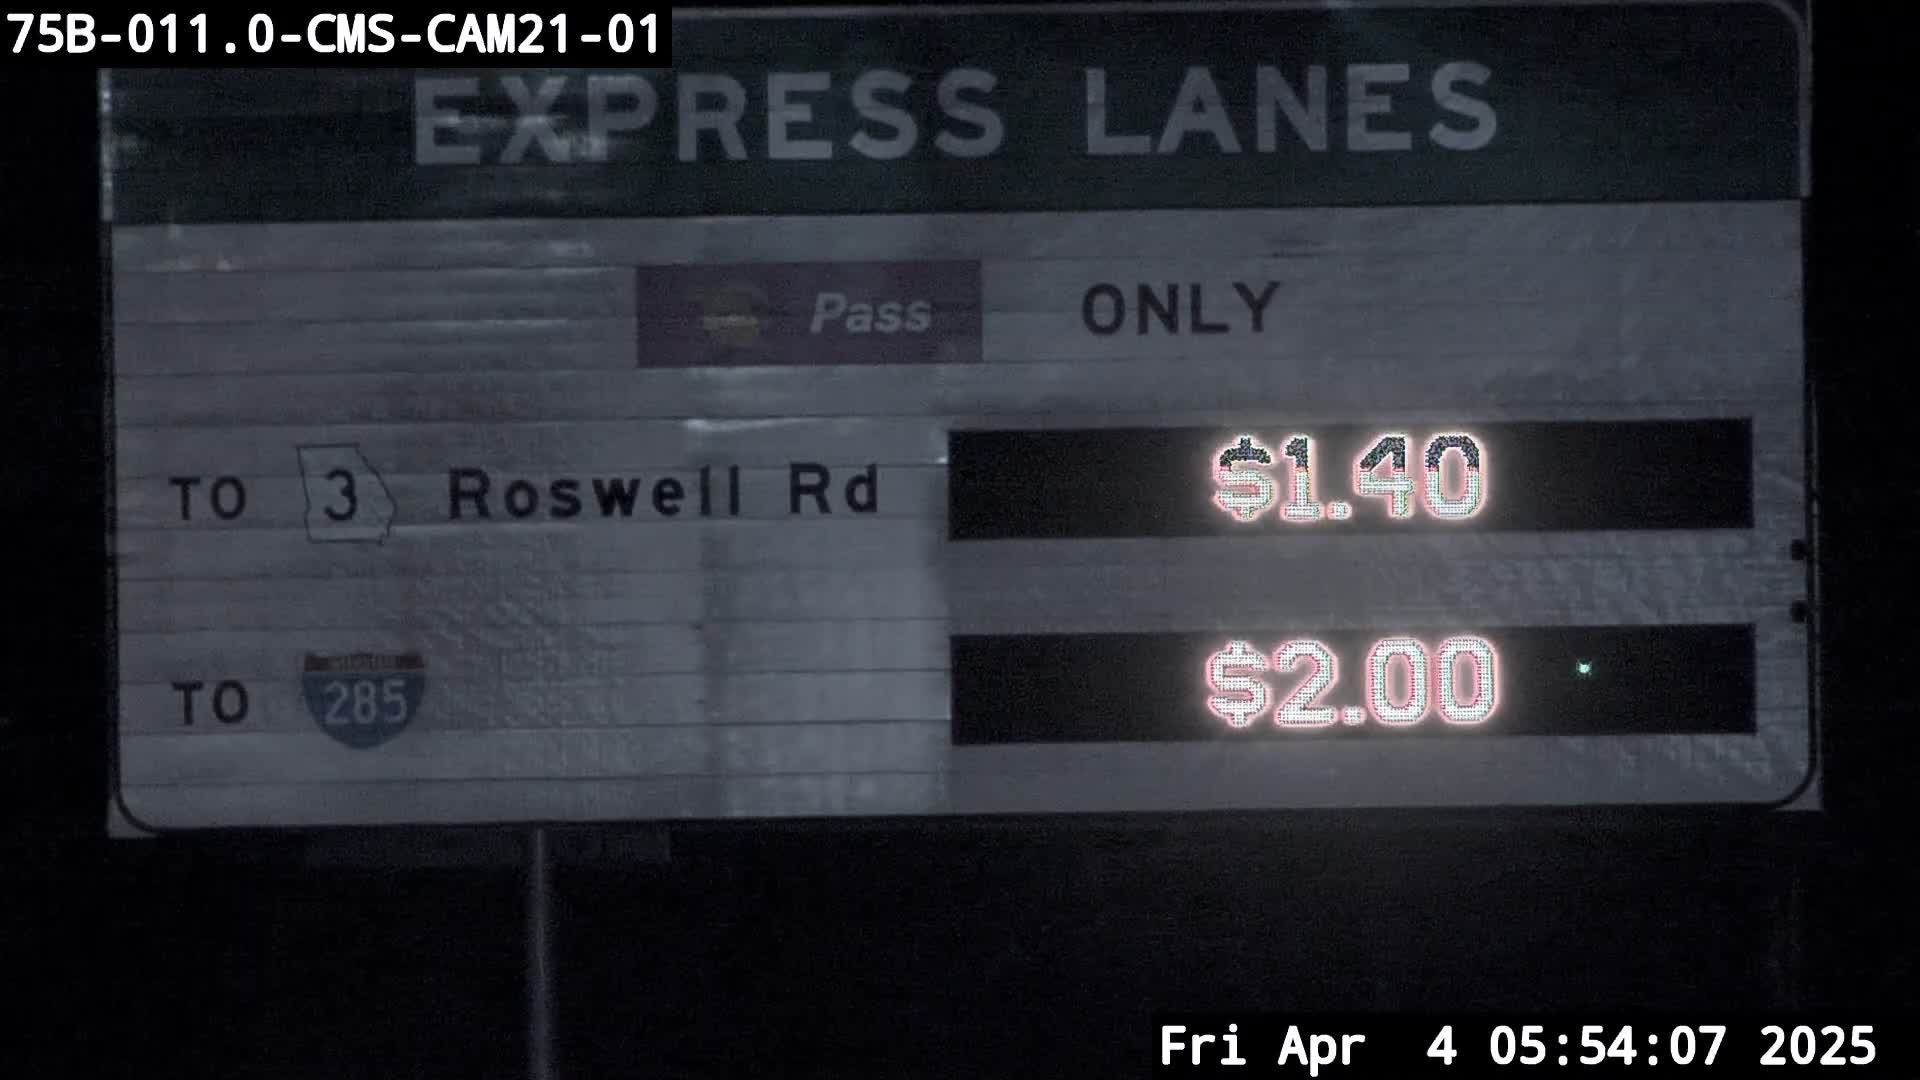 75B-011.0-CMS-CAM21-01
EXPRESS LANES
Pass ONLY
TO 3 Roswell Rd $1.40
TO 285 $2.00
Fri Apr 4 05:54:07 2025